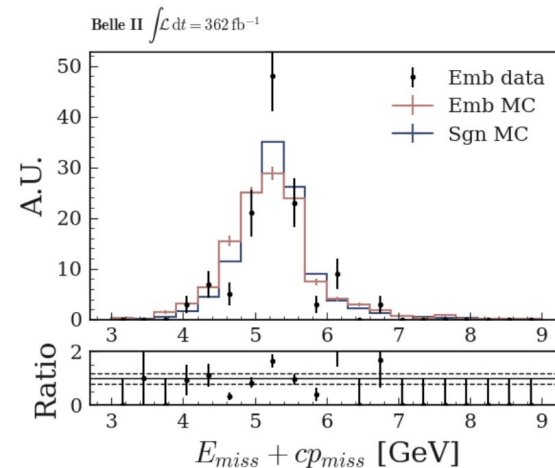 Belle II ∫ℒ dt = 362 fb⁻¹
50
40
30
20
10
0
A.U.
Emb data
Emb MC
Sgn MC
3 4 5 6 7 8 9
2
1
0
Ratio
3 4 5 6 7 8 9
E_miss + cp_miss [GeV]